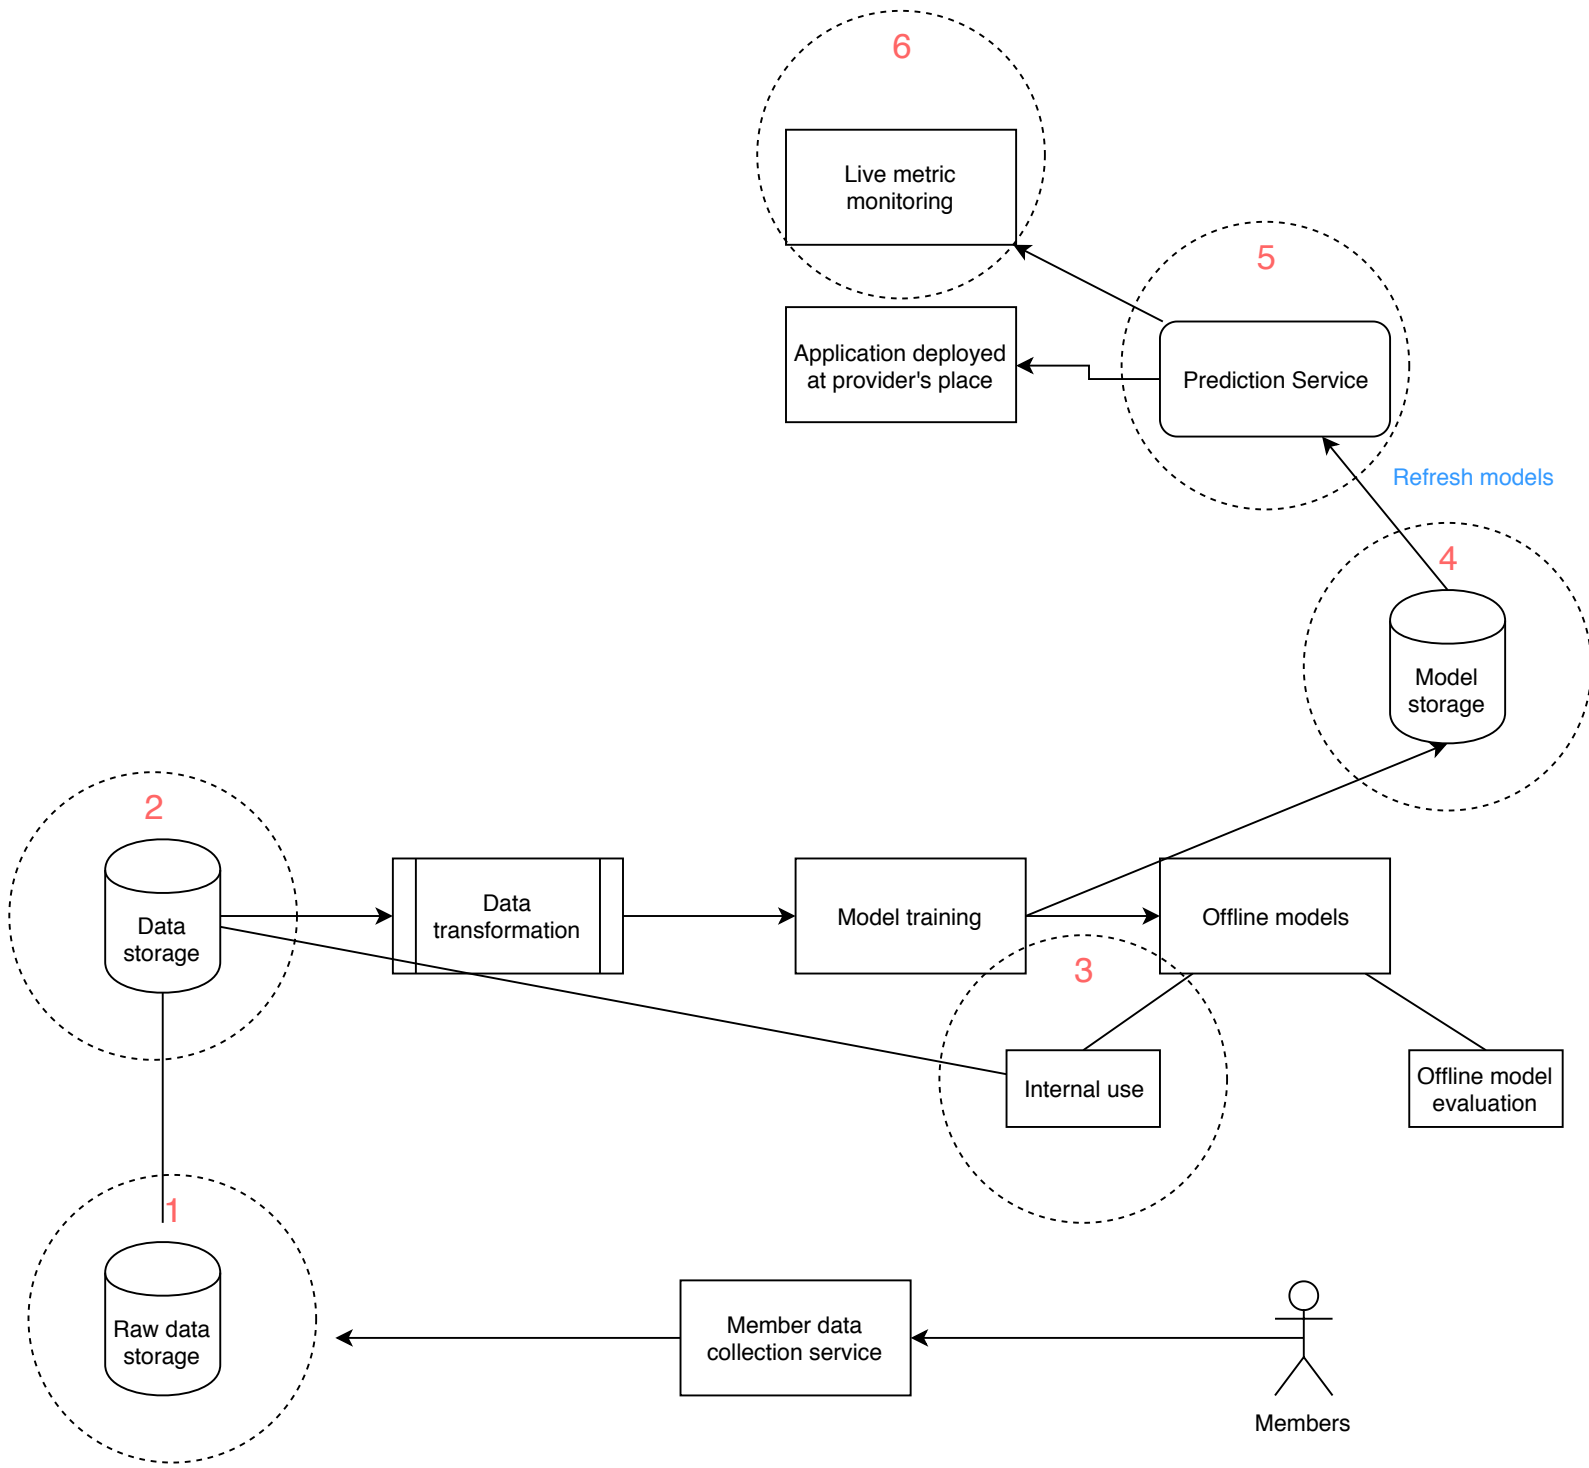 6
Live metric
monitoring
5
Application deployed
at provider's place
Prediction Service
Refresh models
4
Model
storage
2
Data
storage
Data
transformation
Model training
Offline models
3
Internal use
Offline model
evaluation
1
Raw data
storage
Member data
collection service
Members